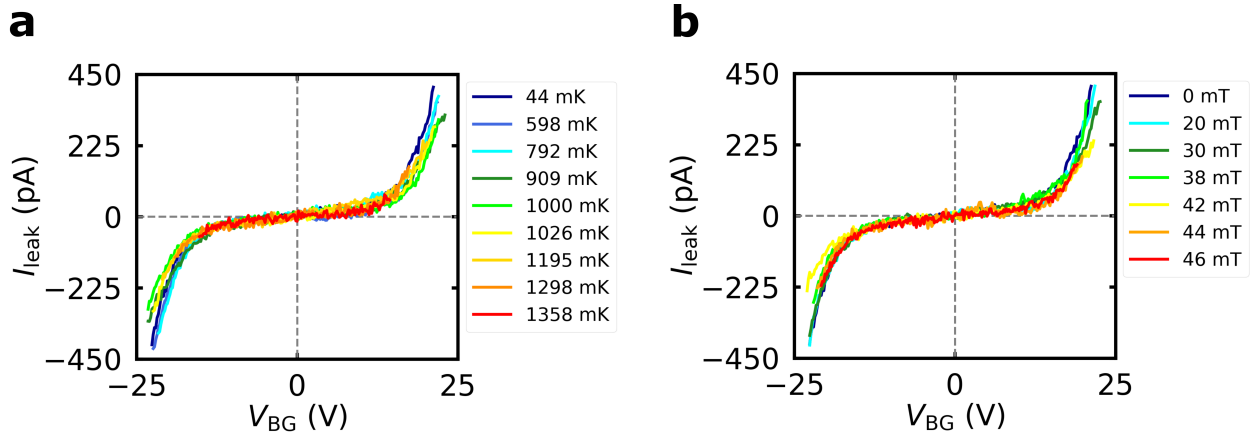 a
450
225
0
−225
−450
−25
0
25
I_leak (pA)
V_BG (V)
44 mK
598 mK
792 mK
909 mK
1000 mK
1026 mK
1195 mK
1298 mK
1358 mK
b
450
225
0
−225
−450
−25
0
25
I_leak (pA)
V_BG (V)
0 mT
20 mT
30 mT
38 mT
42 mT
44 mT
46 mT